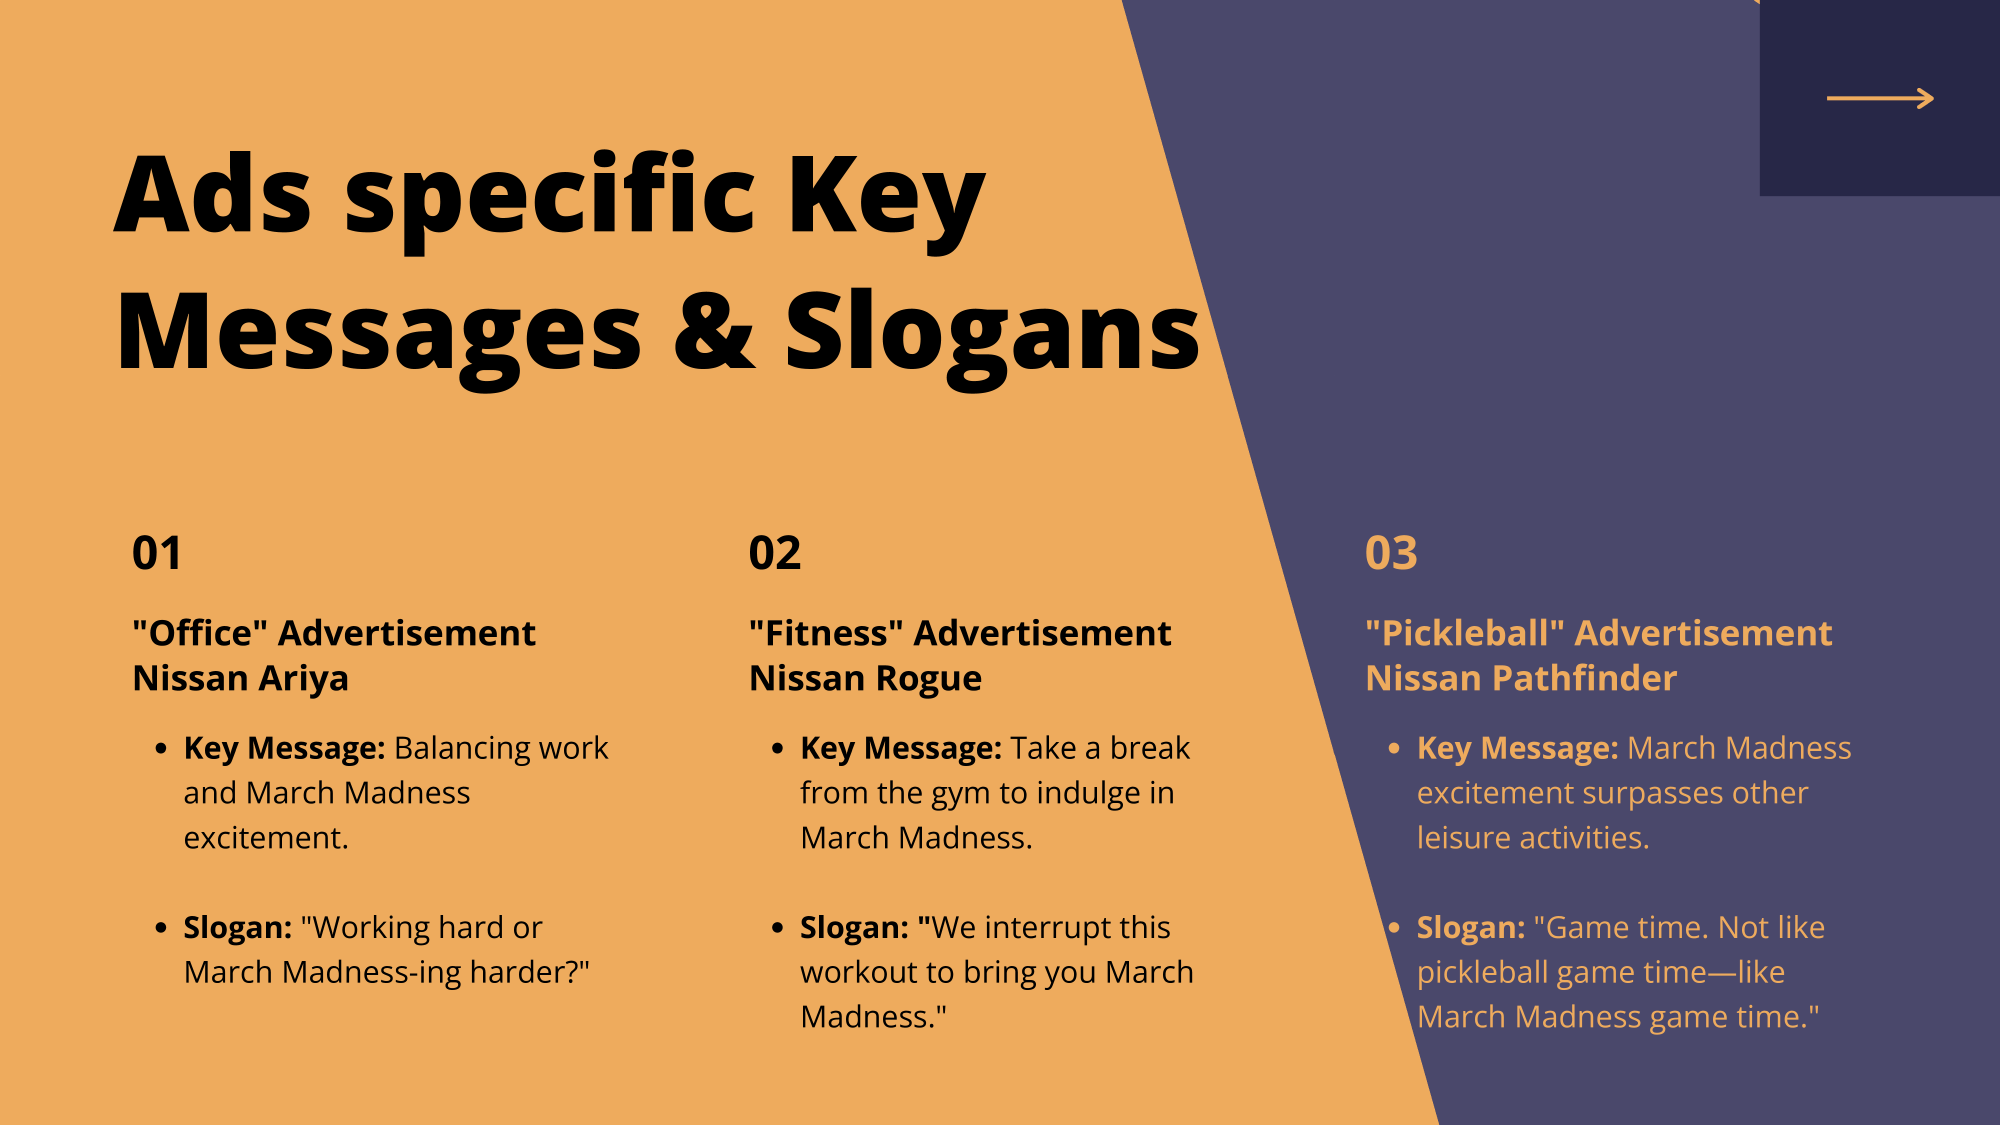 Ads specific Key
Messages & Slogans
01
"Office" Advertisement
Nissan Ariya
• Key Message: Balancing work
and March Madness
excitement.
• Slogan: "Working hard or
March Madness-ing harder?"
02
"Fitness" Advertisement
Nissan Rogue
• Key Message: Take a break
from the gym to indulge in
March Madness.
• Slogan: "We interrupt this
workout to bring you March
Madness."
03
"Pickleball" Advertisement
Nissan Pathfinder
• Key Message: March Madness
excitement surpasses other
leisure activities.
• Slogan: "Game time. Not like
pickleball game time—like
March Madness game time."